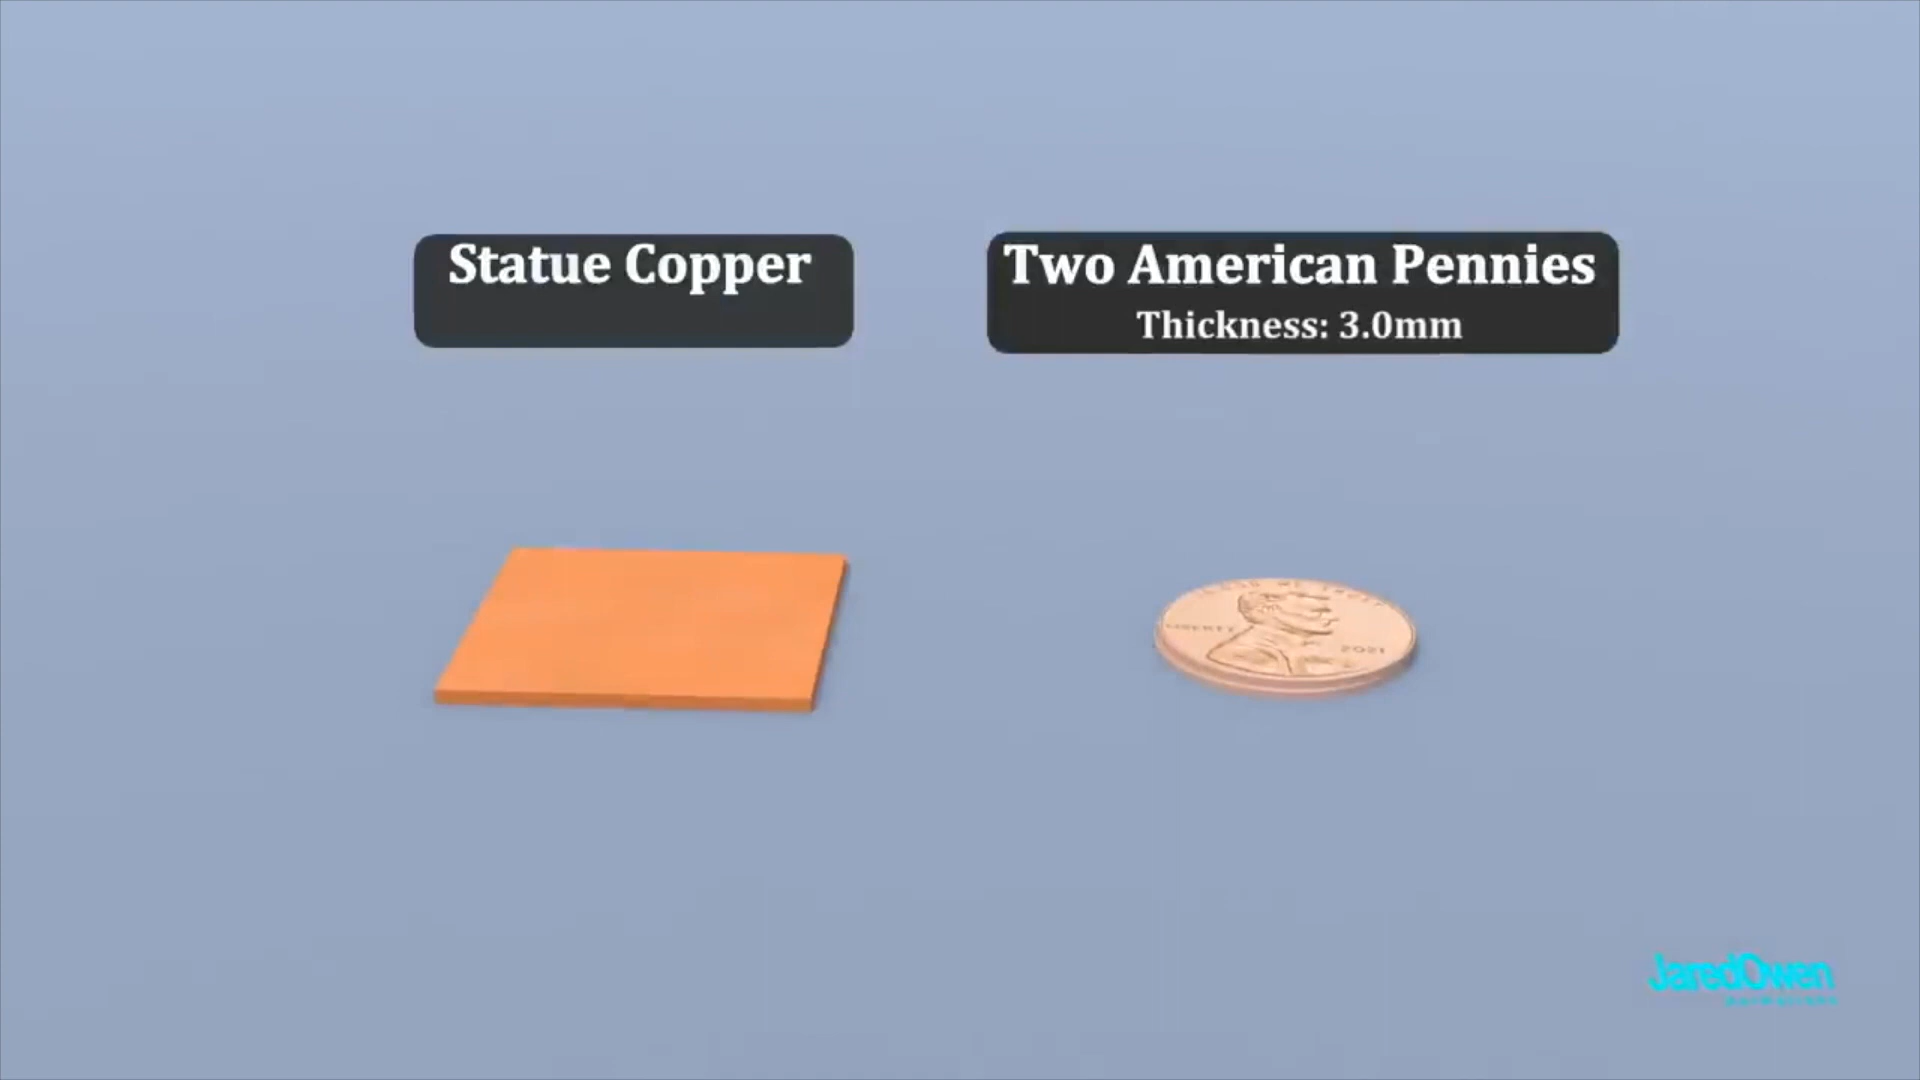 Statue Copper
Two American Pennies
Thickness: 3.0mm
LIBERTY
2021
JaredOwen